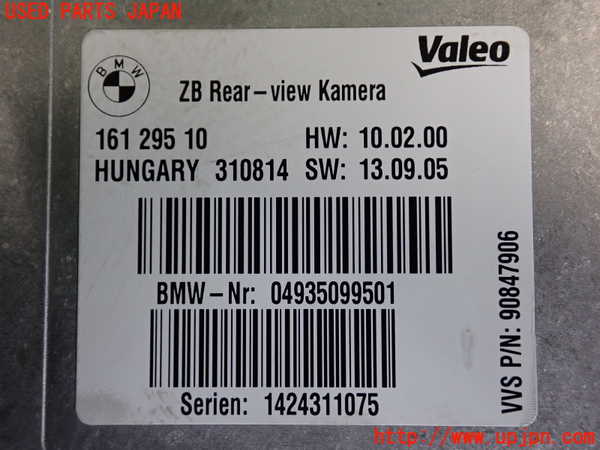 USED PARTS JAPAN
BMW
Valeo
ZB Rear-view Kamera
161 295 10 HW: 10.02.00
HUNGARY 310814 SW: 13.09.05
BMW-Nr: 04935099501
Serien: 1424311075
VVS P/N: 90847906
http://www.upjpn.com/